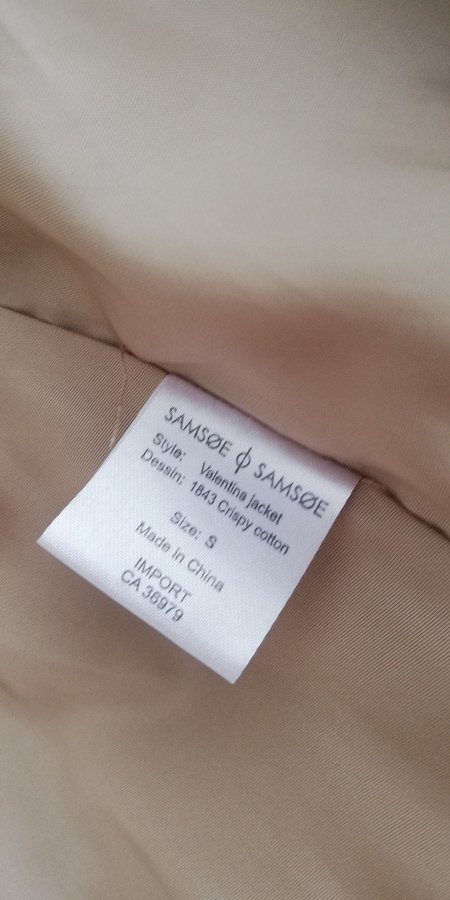 SAMSØE ϕ SAMSØE
Style: Valentina jacket
Dessin: 1843 Crispy cotton
Size: S
Made In China
IMPORT
CA 36979